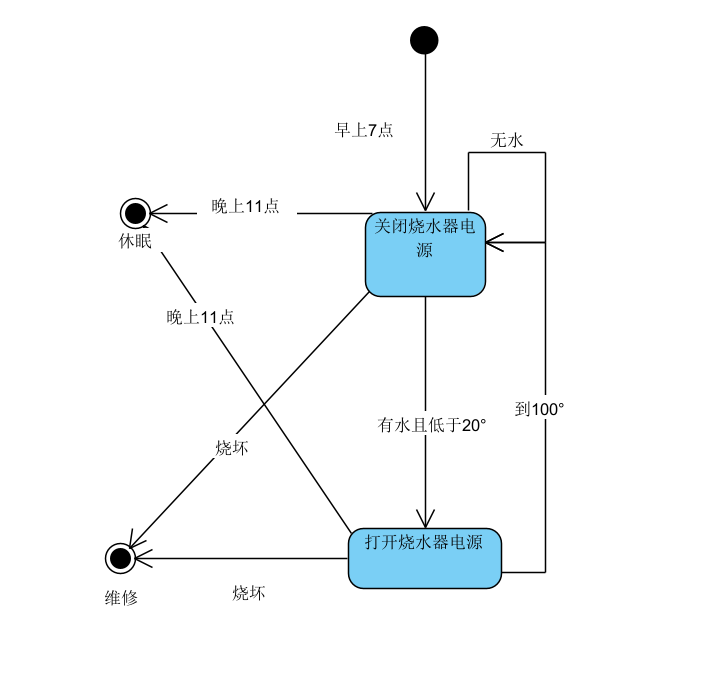 早上7点
无水
晚上11点
关闭烧水器电
源
休眠
晚上11点
到100°
有水且低于20°
烧坏
打开烧水器电源
烧坏
维修